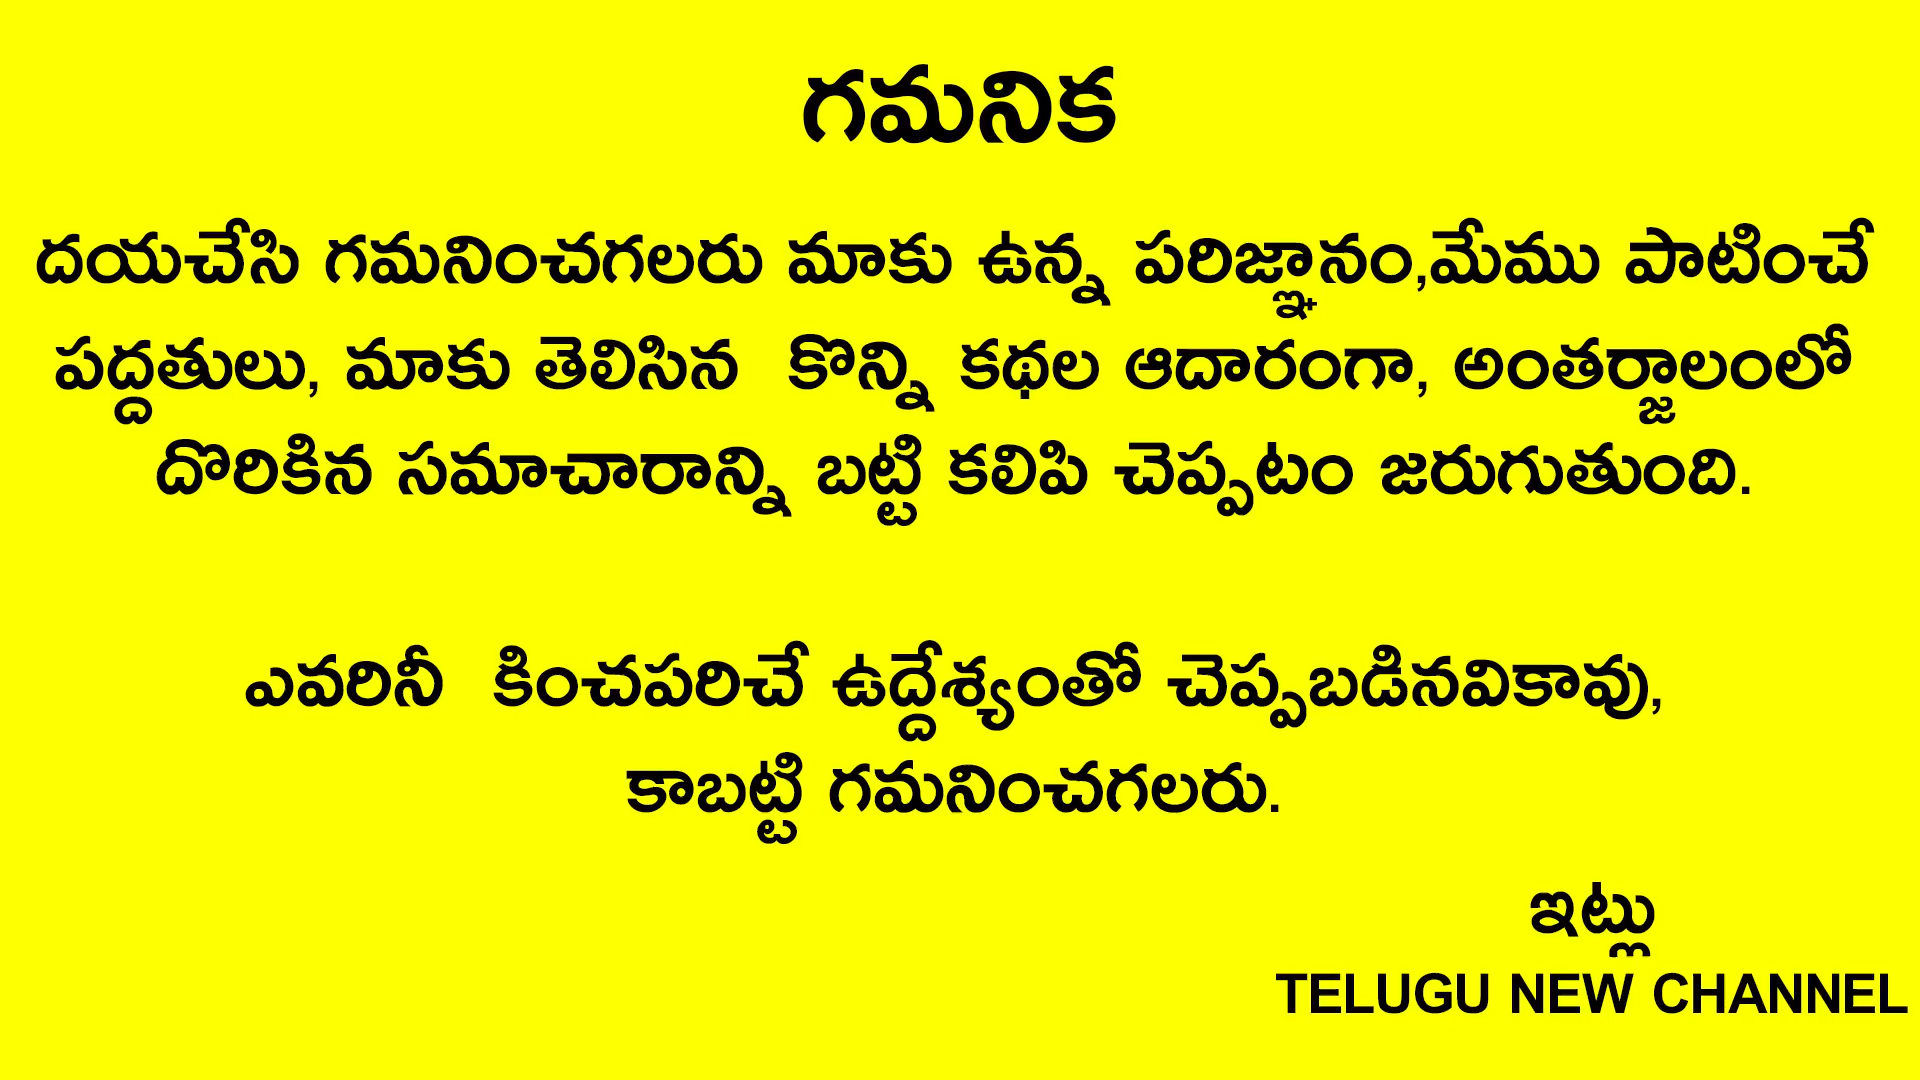 గమనిక
దయచేసి గమనించగలరు మాకు ఉన్న పరిజ్ఞానం,మేము పాటించే
పద్దతులు, మాకు తెలిసిన కొన్ని కథల ఆదారంగా, అంతర్జాలంలో
దొరికిన సమాచారాన్ని బట్టి కలిపి చెప్పటం జరుగుతుంది.
ఎవరినీ కించపరిచే ఉద్దేశ్యంతో చెప్పబడినవికావు,
కాబట్టి గమనించగలరు.
ఇట్లు
TELUGU NEW CHANNEL